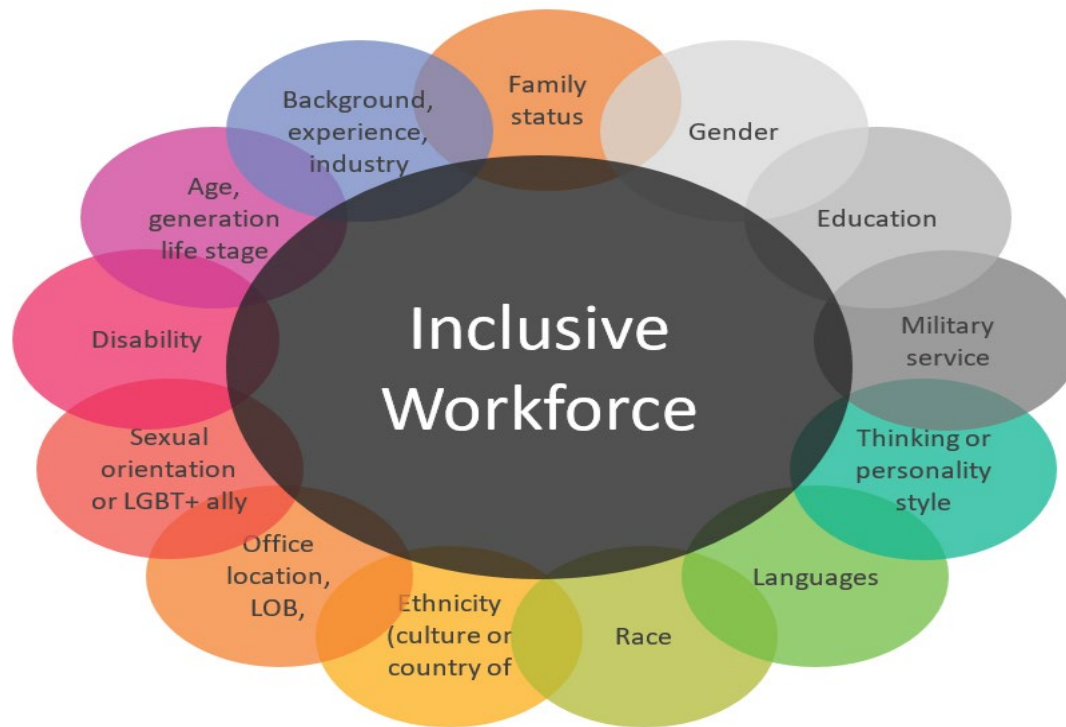 Family
status
Gender
Education
Military
service
Thinking or
personality
style
Languages
Race
Ethnicity
(culture or
country of
Office
location,
LOB,
Sexual
orientation
or LGBT+ ally
Disability
Age,
generation
life stage
Background,
experience,
industry
Inclusive
Workforce